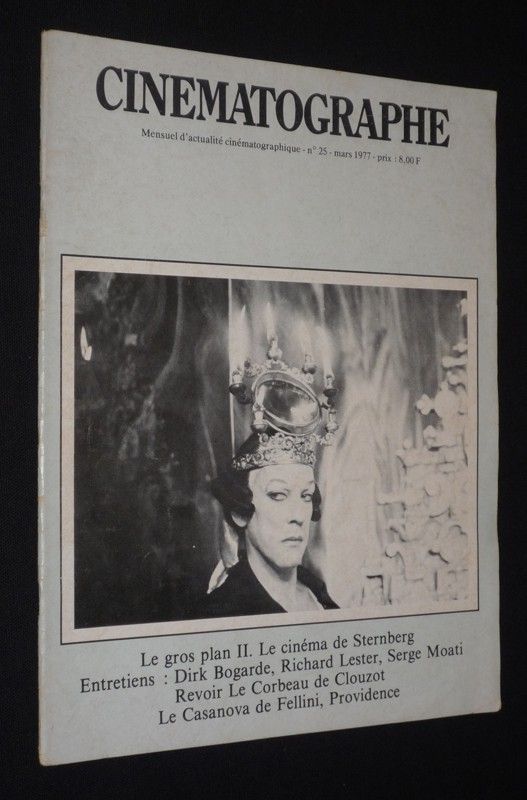 CINEMATOGRAPHE
Mensuel d'actualité cinématographique - n° 25 - mars 1977 - prix : 8,00 F
Le gros plan II. Le cinéma de Sternberg
Entretiens : Dirk Bogarde, Richard Lester, Serge Moati
Revoir Le Corbeau de Clouzot
Le Casanova de Fellini, Providence